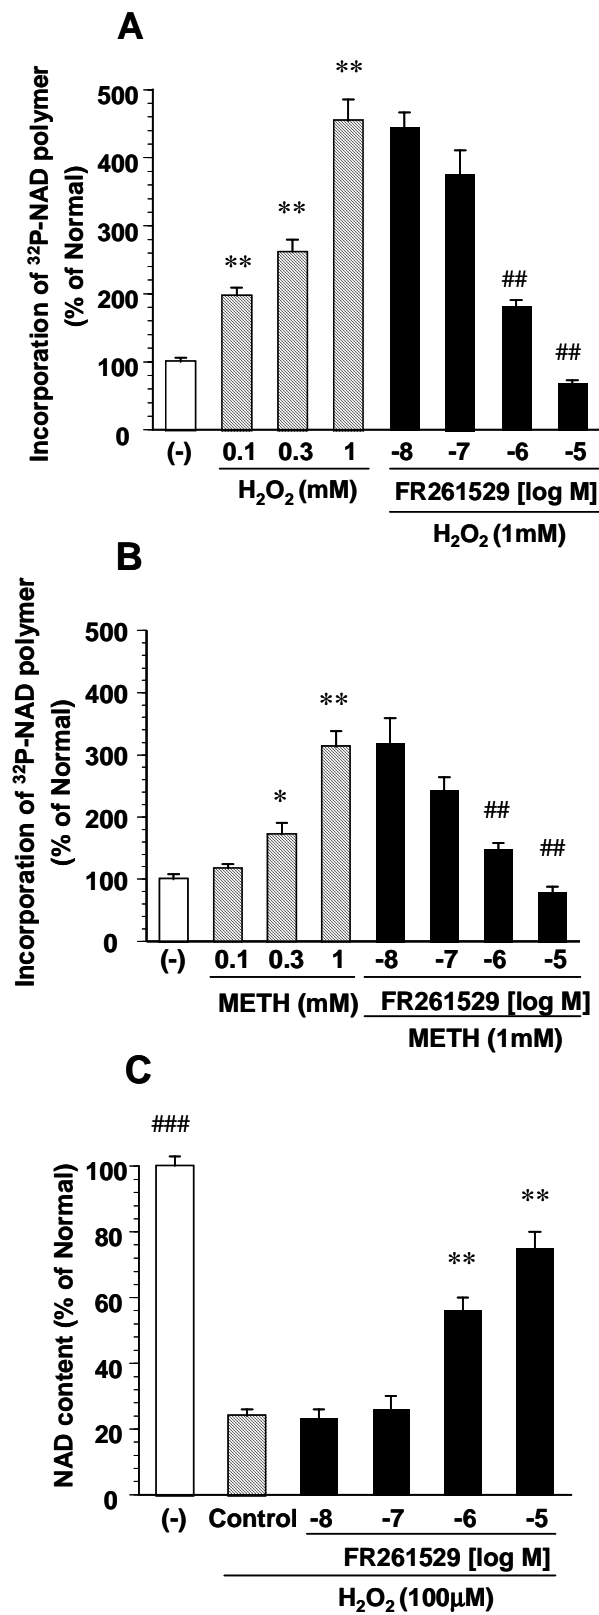 A
Incorporation of ³²P-NAD polymer
(% of Normal)
500
400
300
200
100
0
**
**
**
##
##
(-) 0.1 0.3 1 -8 -7 -6 -5
H₂O₂ (mM) FR261529 [log M]
H₂O₂ (1mM)
B
Incorporation of ³²P-NAD polymer
(% of Normal)
500
400
300
200
100
0
*
**
##
##
(-) 0.1 0.3 1 -8 -7 -6 -5
METH (mM) FR261529 [log M]
METH (1mM)
C
NAD content (% of Normal)
###
100
80
60
40
20
0
**
**
(-) Control -8 -7 -6 -5
FR261529 [log M]
H₂O₂ (100μM)